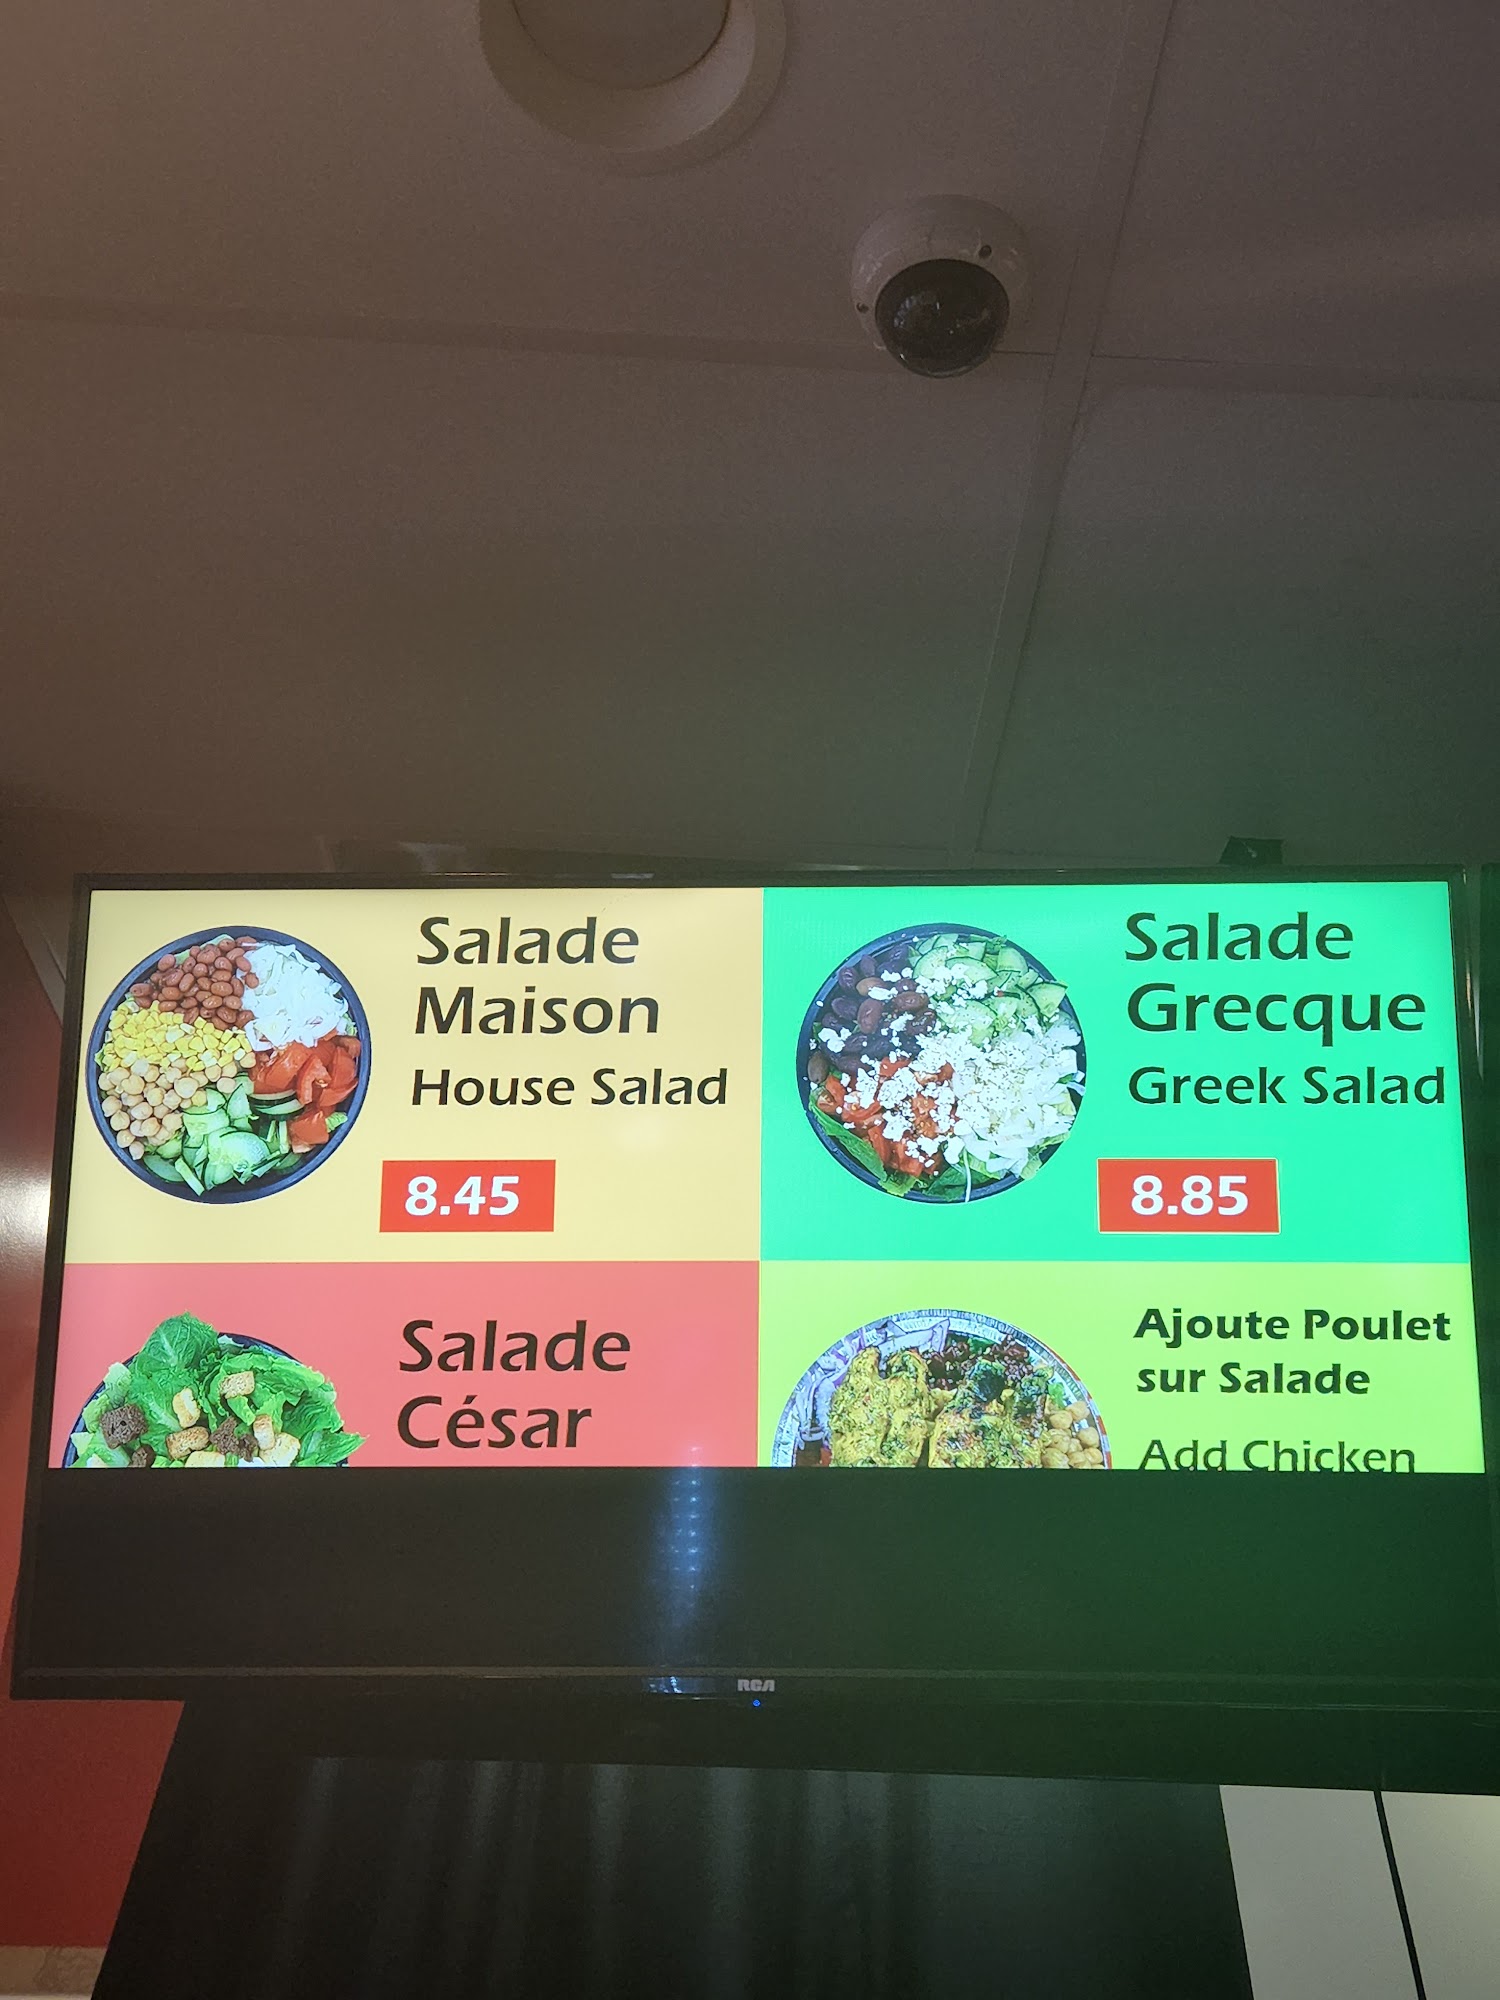 Salade
Maison
House Salad
8.45
Salade
Grecque
Greek Salad
8.85
Salade
César
Ajoute Poulet
sur Salade
Add Chicken
RCA